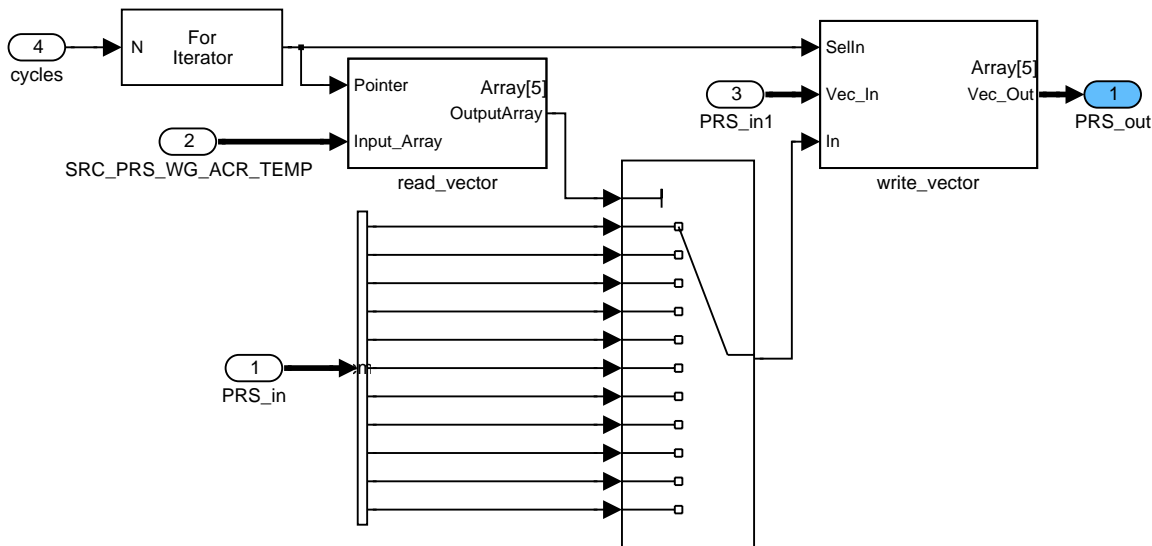 4
cycles
N
For
Iterator
Pointer
Input_Array
Array[5]
OutputArray
read_vector
2
SRC_PRS_WG_ACR_TEMP
SelIn
Vec_In
In
Array[5]
Vec_Out
write_vector
3
PRS_in1
1
PRS_out
1
PRS_in